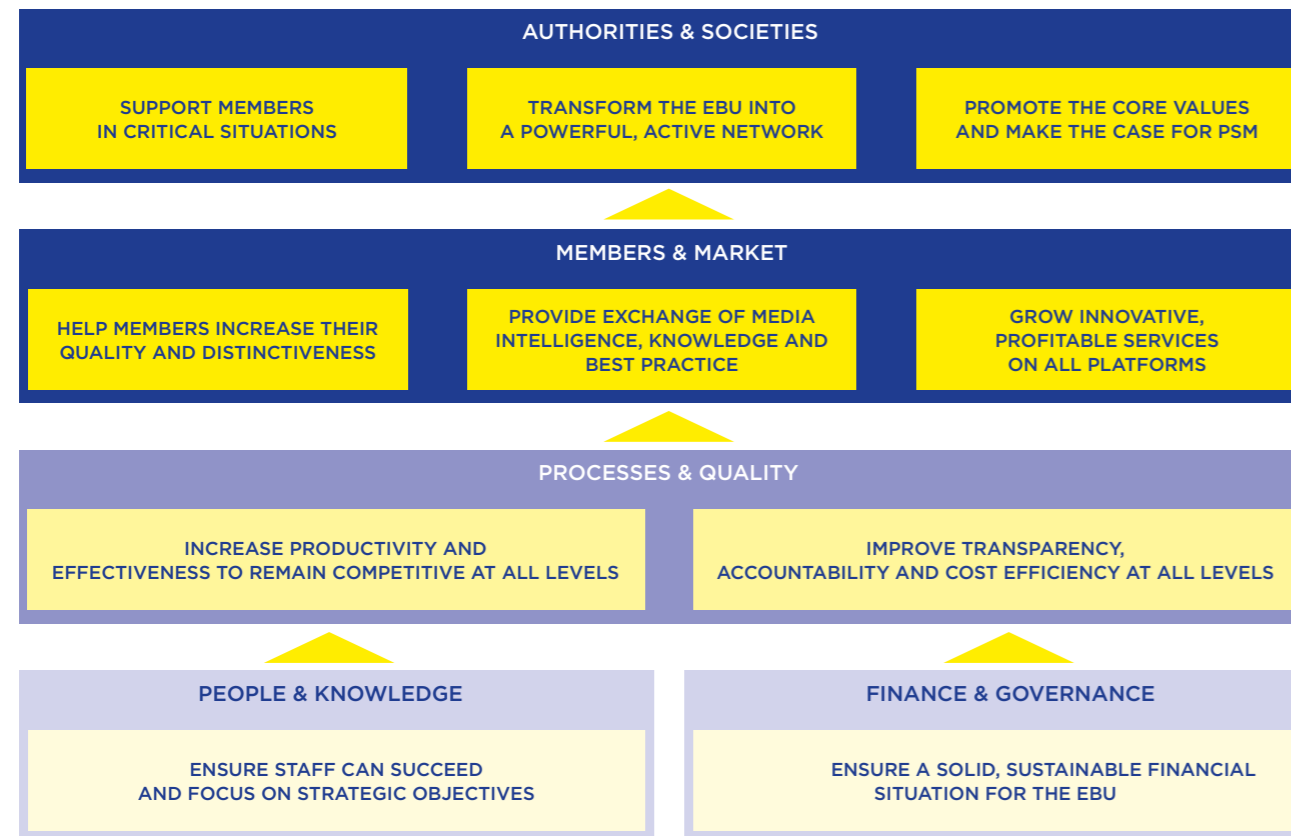 AUTHORITIES & SOCIETIES
SUPPORT MEMBERS
IN CRITICAL SITUATIONS
TRANSFORM THE EBU INTO
A POWERFUL, ACTIVE NETWORK
PROMOTE THE CORE VALUES
AND MAKE THE CASE FOR PSM
MEMBERS & MARKET
HELP MEMBERS INCREASE THEIR
QUALITY AND DISTINCTIVENESS
PROVIDE EXCHANGE OF MEDIA
INTELLIGENCE, KNOWLEDGE AND
BEST PRACTICE
GROW INNOVATIVE,
PROFITABLE SERVICES
ON ALL PLATFORMS
PROCESSES & QUALITY
INCREASE PRODUCTIVITY AND
EFFECTIVENESS TO REMAIN COMPETITIVE AT ALL LEVELS
IMPROVE TRANSPARENCY,
ACCOUNTABILITY AND COST EFFICIENCY AT ALL LEVELS
PEOPLE & KNOWLEDGE
ENSURE STAFF CAN SUCCEED
AND FOCUS ON STRATEGIC OBJECTIVES
FINANCE & GOVERNANCE
ENSURE A SOLID, SUSTAINABLE FINANCIAL
SITUATION FOR THE EBU